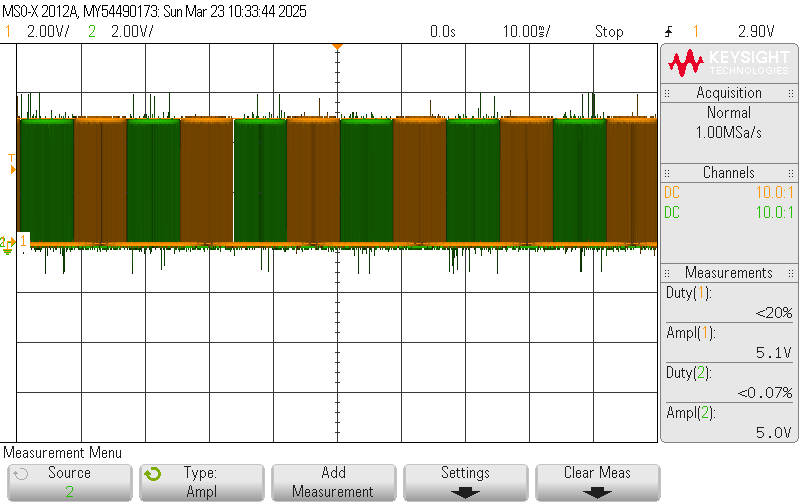 MSO-X 2012A, MY54490173: Sun Mar 23 10:33:44 2025
1 2.00V/ 2 2.00V/ 0.0s 10.00ms/ Stop 1 2.90V
KEYSIGHT
TECHNOLOGIES
Acquisition
Normal
1.00MSa/s
Channels
DC 10.0:1
DC 10.0:1
T
2 1
Measurements
Duty(1):
<20%
Ampl(1):
5.1V
Duty(2):
<0.07%
Ampl(2):
5.0V
Measurement Menu
Source
2
Type:
Ampl
Add
Measurement
Settings
Clear Meas